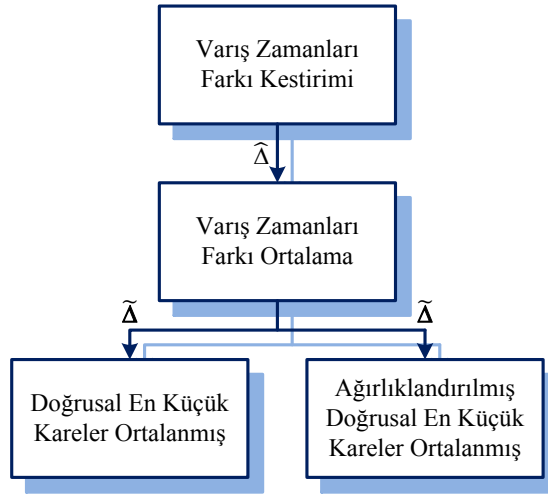 Varış Zamanları
Farkı Kestirimi
Δ̂
Varış Zamanları
Farkı Ortalama
Δ̃
Δ̃
Doğrusal En Küçük
Kareler Ortalanmış
Ağırlıklandırılmış
Doğrusal En Küçük
Kareler Ortalanmış